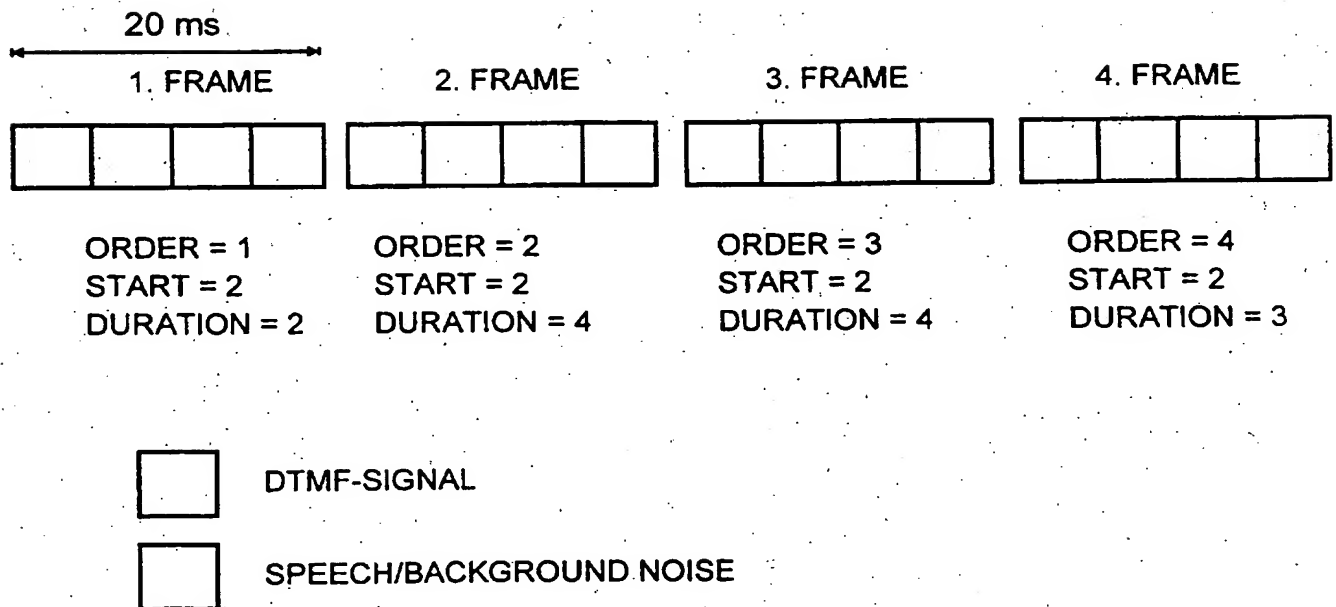 20 ms
1. FRAME
2. FRAME
3. FRAME
4. FRAME
ORDER = 1
START = 2
DURATION = 2
ORDER = 2
START = 2
DURATION = 4
ORDER = 3
START = 2
DURATION = 4
ORDER = 4
START = 2
DURATION = 3
DTMF-SIGNAL
SPEECH/BACKGROUND NOISE